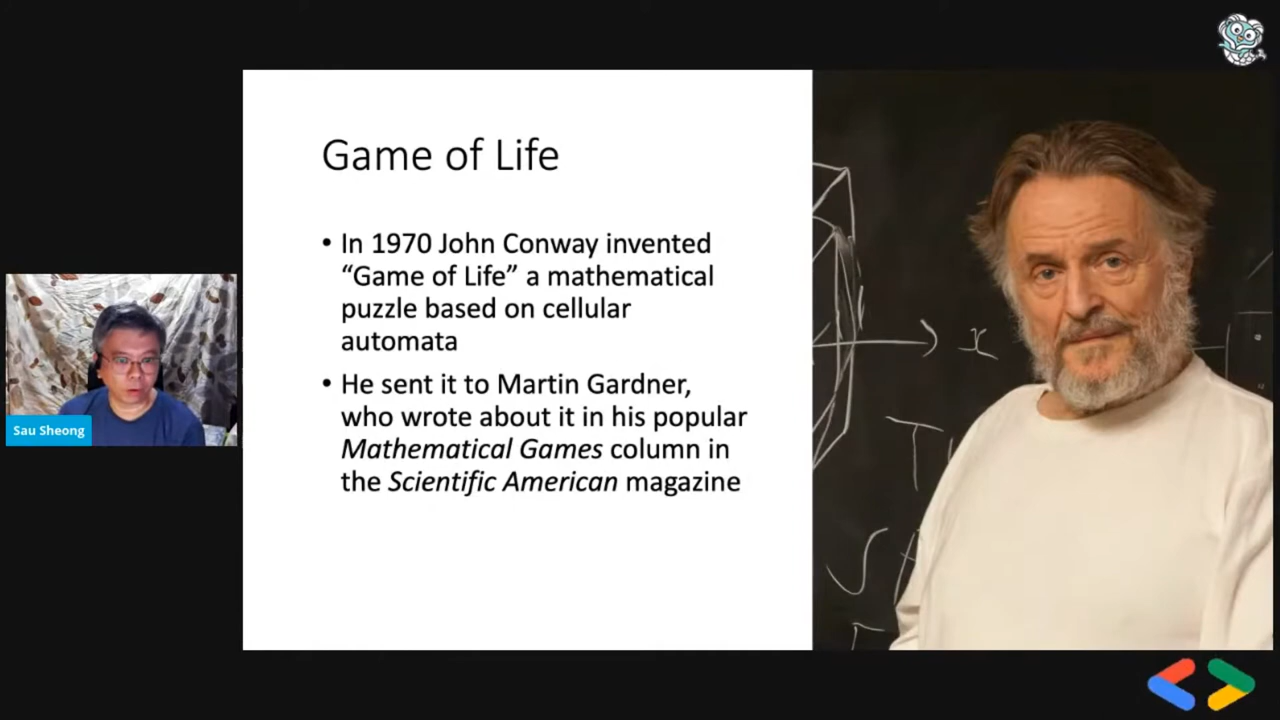 Game of Life
• In 1970 John Conway invented
“Game of Life” a mathematical
puzzle based on cellular
automata
• He sent it to Martin Gardner,
who wrote about it in his popular
Mathematical Games column in
the Scientific American magazine
Sau Sheong
x